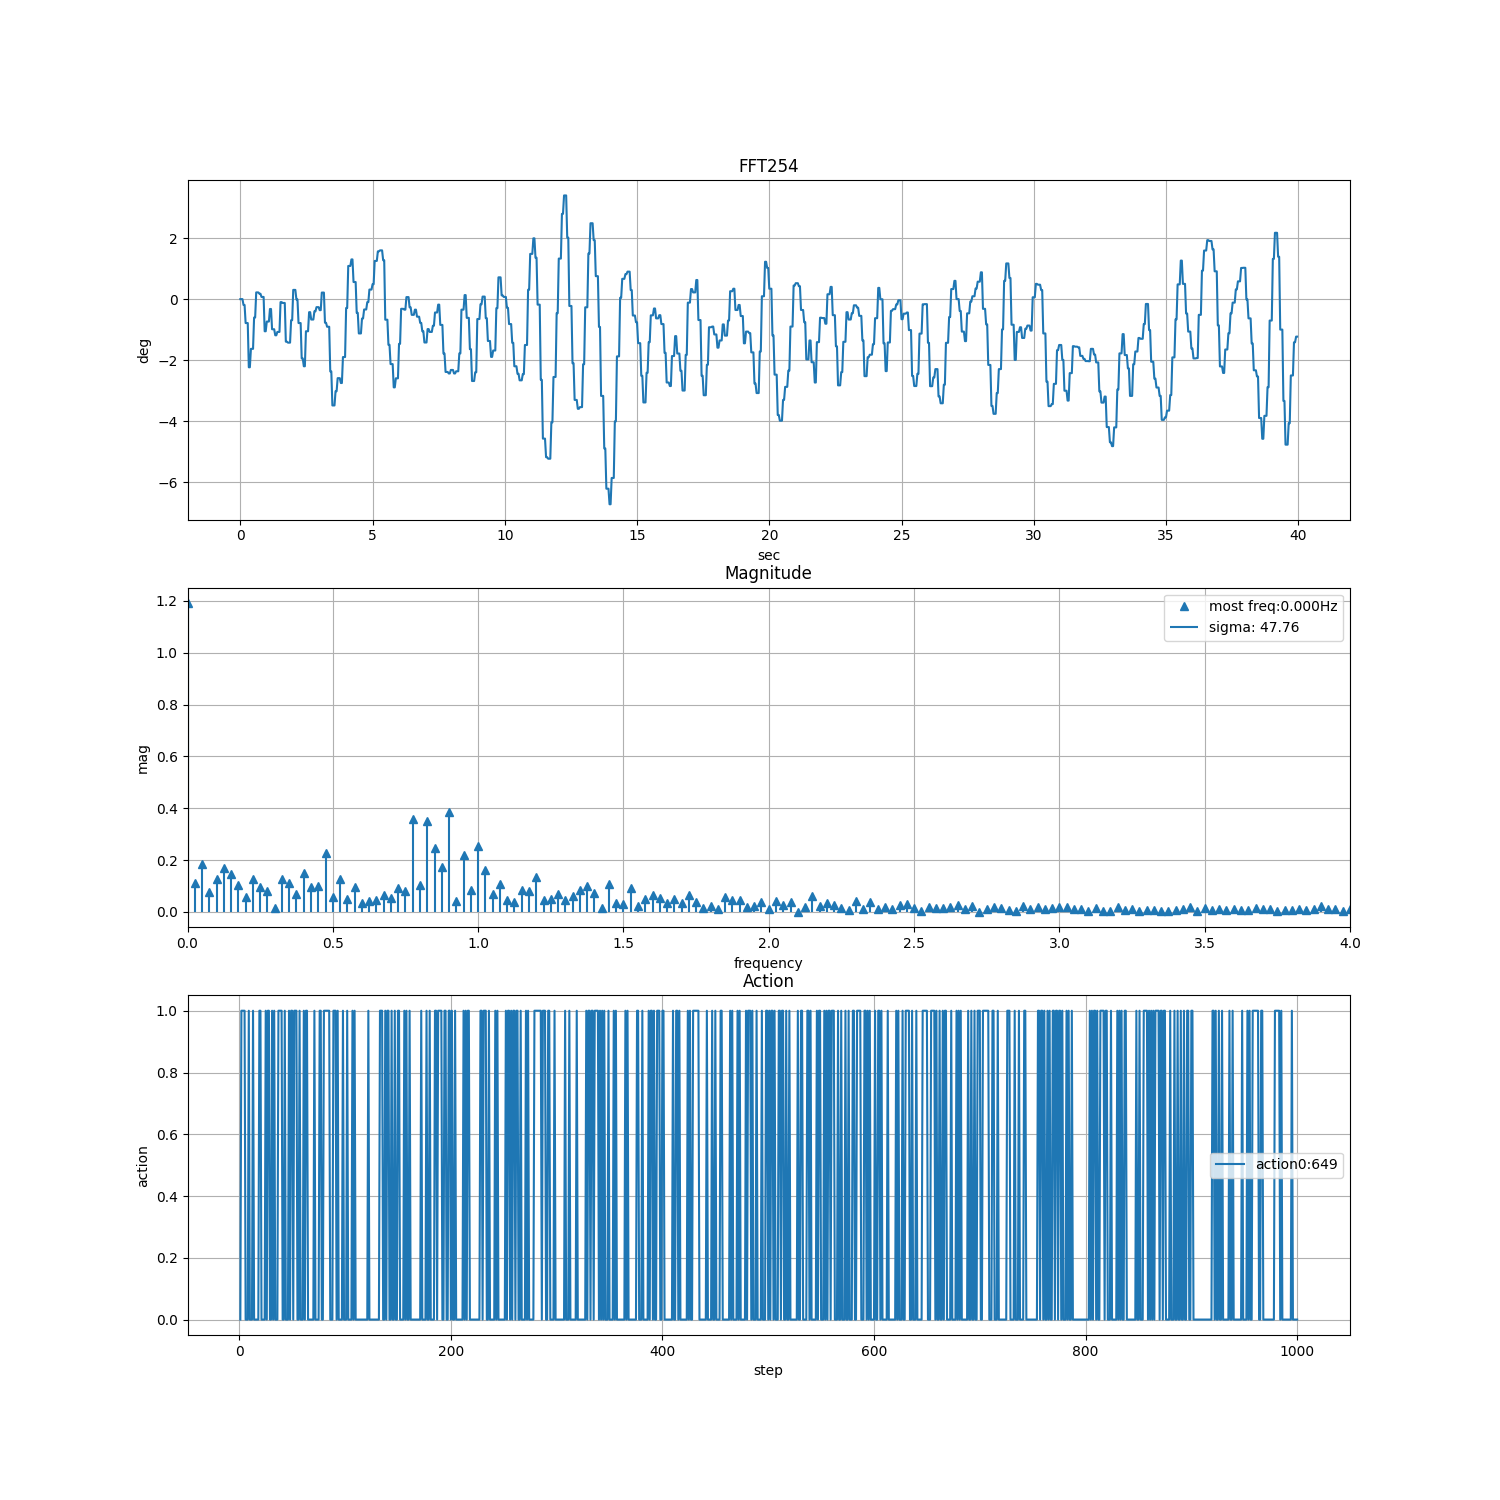 FFT254
2
0
−2
−4
−6
deg
0 5 10 15 20 25 30 35 40
sec
Magnitude
1.2
1.0
0.8
0.6
0.4
0.2
0.0
mag
most freq:0.000Hz
sigma: 47.76
0.0 0.5 1.0 1.5 2.0 2.5 3.0 3.5 4.0
frequency
Action
1.0
0.8
0.6
0.4
0.2
0.0
action
action0:649
0 200 400 600 800 1000
step